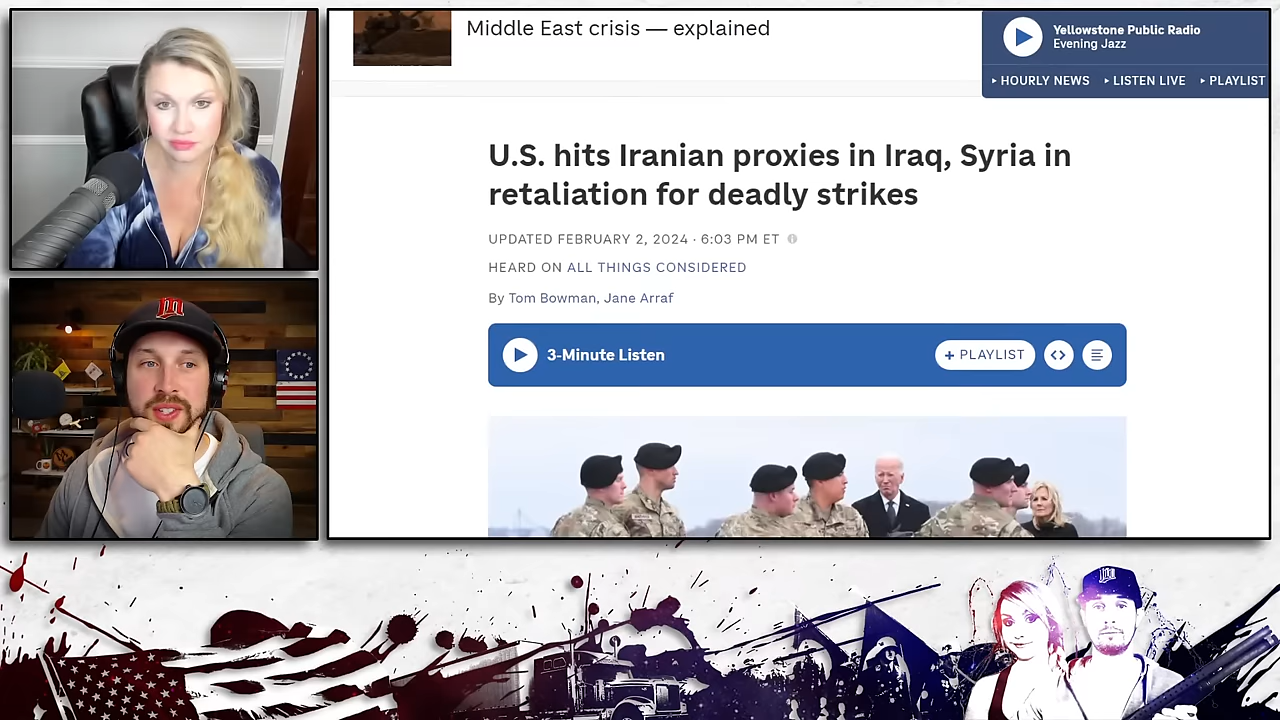 Middle East crisis — explained
Yellowstone Public Radio
Evening Jazz
HOURLY NEWS
LISTEN LIVE
PLAYLIST
U.S. hits Iranian proxies in Iraq, Syria in
retaliation for deadly strikes
UPDATED FEBRUARY 2, 2024 · 6:03 PM ET
HEARD ON ALL THINGS CONSIDERED
By Tom Bowman, Jane Arraf
3-Minute Listen
+ PLAYLIST